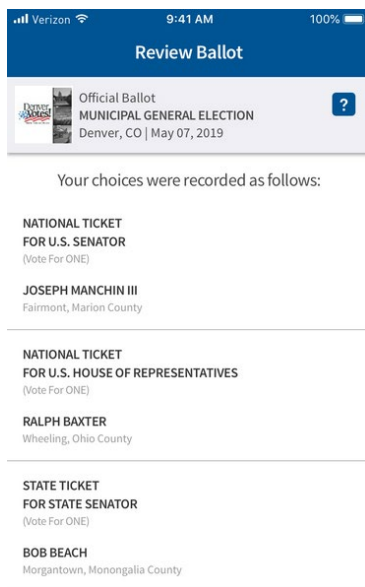 Verizon 9:41 AM 100%
Review Ballot
Denver
Votes!
Official Ballot
MUNICIPAL GENERAL ELECTION
Denver, CO | May 07, 2019
?
Your choices were recorded as follows:
NATIONAL TICKET
FOR U.S. SENATOR
(Vote For ONE)
JOSEPH MANCHIN III
Fairmont, Marion County
NATIONAL TICKET
FOR U.S. HOUSE OF REPRESENTATIVES
(Vote For ONE)
RALPH BAXTER
Wheeling, Ohio County
STATE TICKET
FOR STATE SENATOR
(Vote For ONE)
BOB BEACH
Morgantown, Monongalia County